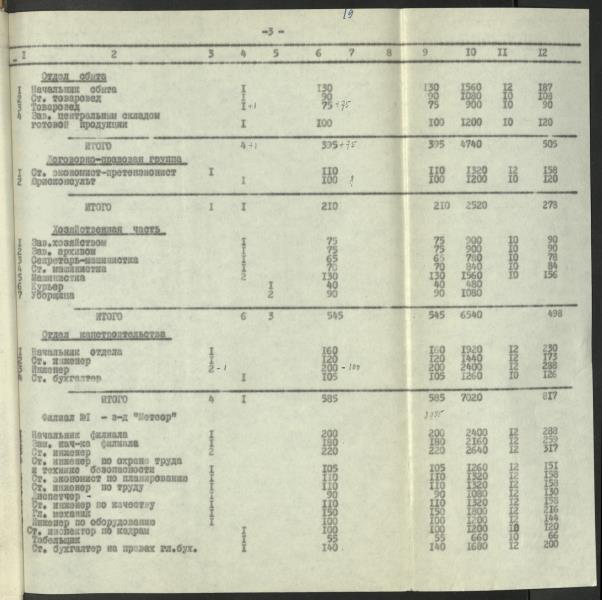 19
-3-
1 2 3 4 5 6 7 8 9 10 11 12
Отдел сбыта
1 Начальник сбыта I 130 130 1560 12 187
2 Ст. товаровед I 90 90 1080 10 108
3 Товаровед I+1 75+75 75 900 10 90
4 Зав. центральным складом
готовой продукции I 100 100 1200 10 120
ИТОГО 4+1 395+75 395 4740 505
Договорно-правовая группа
1 Ст. экономист-претензионист I 110 110 1320 12 158
2 Юрисконсульт I 100 100 1200 10 120
ИТОГО I I 210 210 2520 278
Хозяйственная часть
1 Зав.хозяйством I 75 75 900 10 90
2 Зав. архивом I 75 75 900 10 90
3 Секретарь-машинистка I 65 65 780 10 78
4 Ст. машинистка I 70 70 840 10 84
5 Машинистка 2 130 130 1560 10 156
6 Курьер I 40 40 480
7 Уборщица 2 90 90 1080
ИТОГО 6 3 545 545 6540 498
Отдел капстроительства
1 Начальник отдела I 160 160 1920 12 230
2 Ст. инженер I 120 120 1440 12 173
3 Инженер 2-1 200-100 200 2400 12 288
4 Ст. бухгалтер I 105 105 1260 10 126
ИТОГО 4 I 585 585 7020 817
Филиал №1 - з-д "Метеор"
Начальник филиала I 200 200 2400 12 288
Зам. нач-ка филиала I 180 180 2160 12 259
Ст. инженер 2 220 220 2640 12 317
Ст. инженер по охране труда
и технике безопасности I 105 105 1260 12 151
Ст. экономист по планированию I 110 110 1320 12 158
Ст. инженер по труду I 110 110 1320 12 158
Диспетчер - I 90 90 1080 12 130
Ст. инженер по качеству I 110 110 1320 12 158
Гл. механик I 150 150 1800 12 216
Инженер по оборудованию I 100 100 1200 12 144
Ст. инспектор по кадрам I 100 100 1200 10 120
Табельщик I 55 55 660 10 66
Ст. бухгалтер на правах гл.бух. I 140 140 1680 12 200